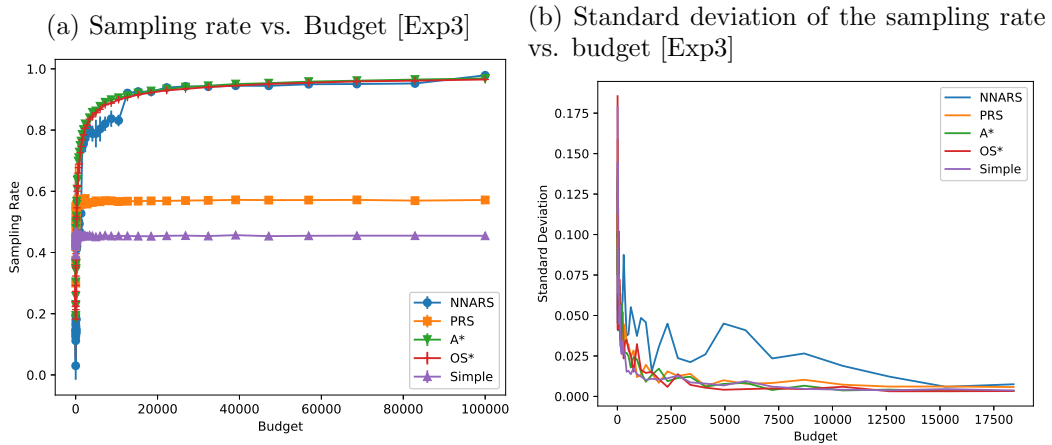 (a) Sampling rate vs. Budget [Exp3]
1.0
0.8
0.6
0.4
0.2
0.0
Sampling Rate
0
20000
40000
60000
80000
100000
Budget
NNARS
PRS
A*
OS*
Simple
(b) Standard deviation of the sampling rate
vs. budget [Exp3]
0.175
0.150
0.125
0.100
0.075
0.050
0.025
0.000
Standard Deviation
0
2500
5000
7500
10000
12500
15000
17500
Budget
NNARS
PRS
A*
OS*
Simple